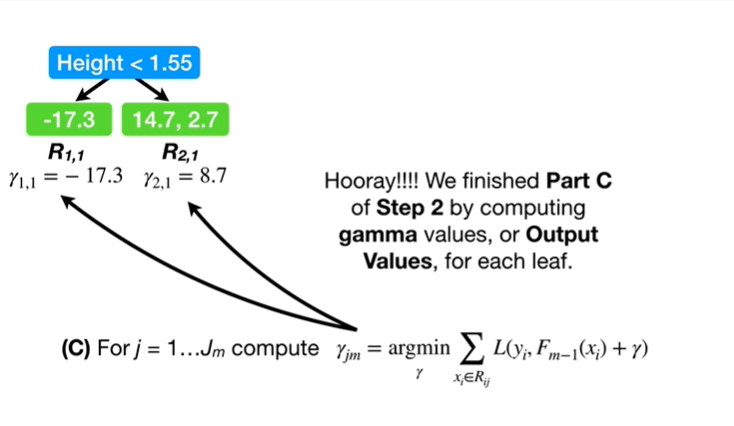 Height < 1.55
-17.3 14.7, 2.7
R1,1 R2,1
γ1,1 = − 17.3 γ2,1 = 8.7
Hooray!!!! We finished Part C
of Step 2 by computing
gamma values, or Output
Values, for each leaf.
(C) For j = 1...Jm compute γjm = argmin ∑ L(yi, Fm−1(xi) + γ)
γ xi∈Rij